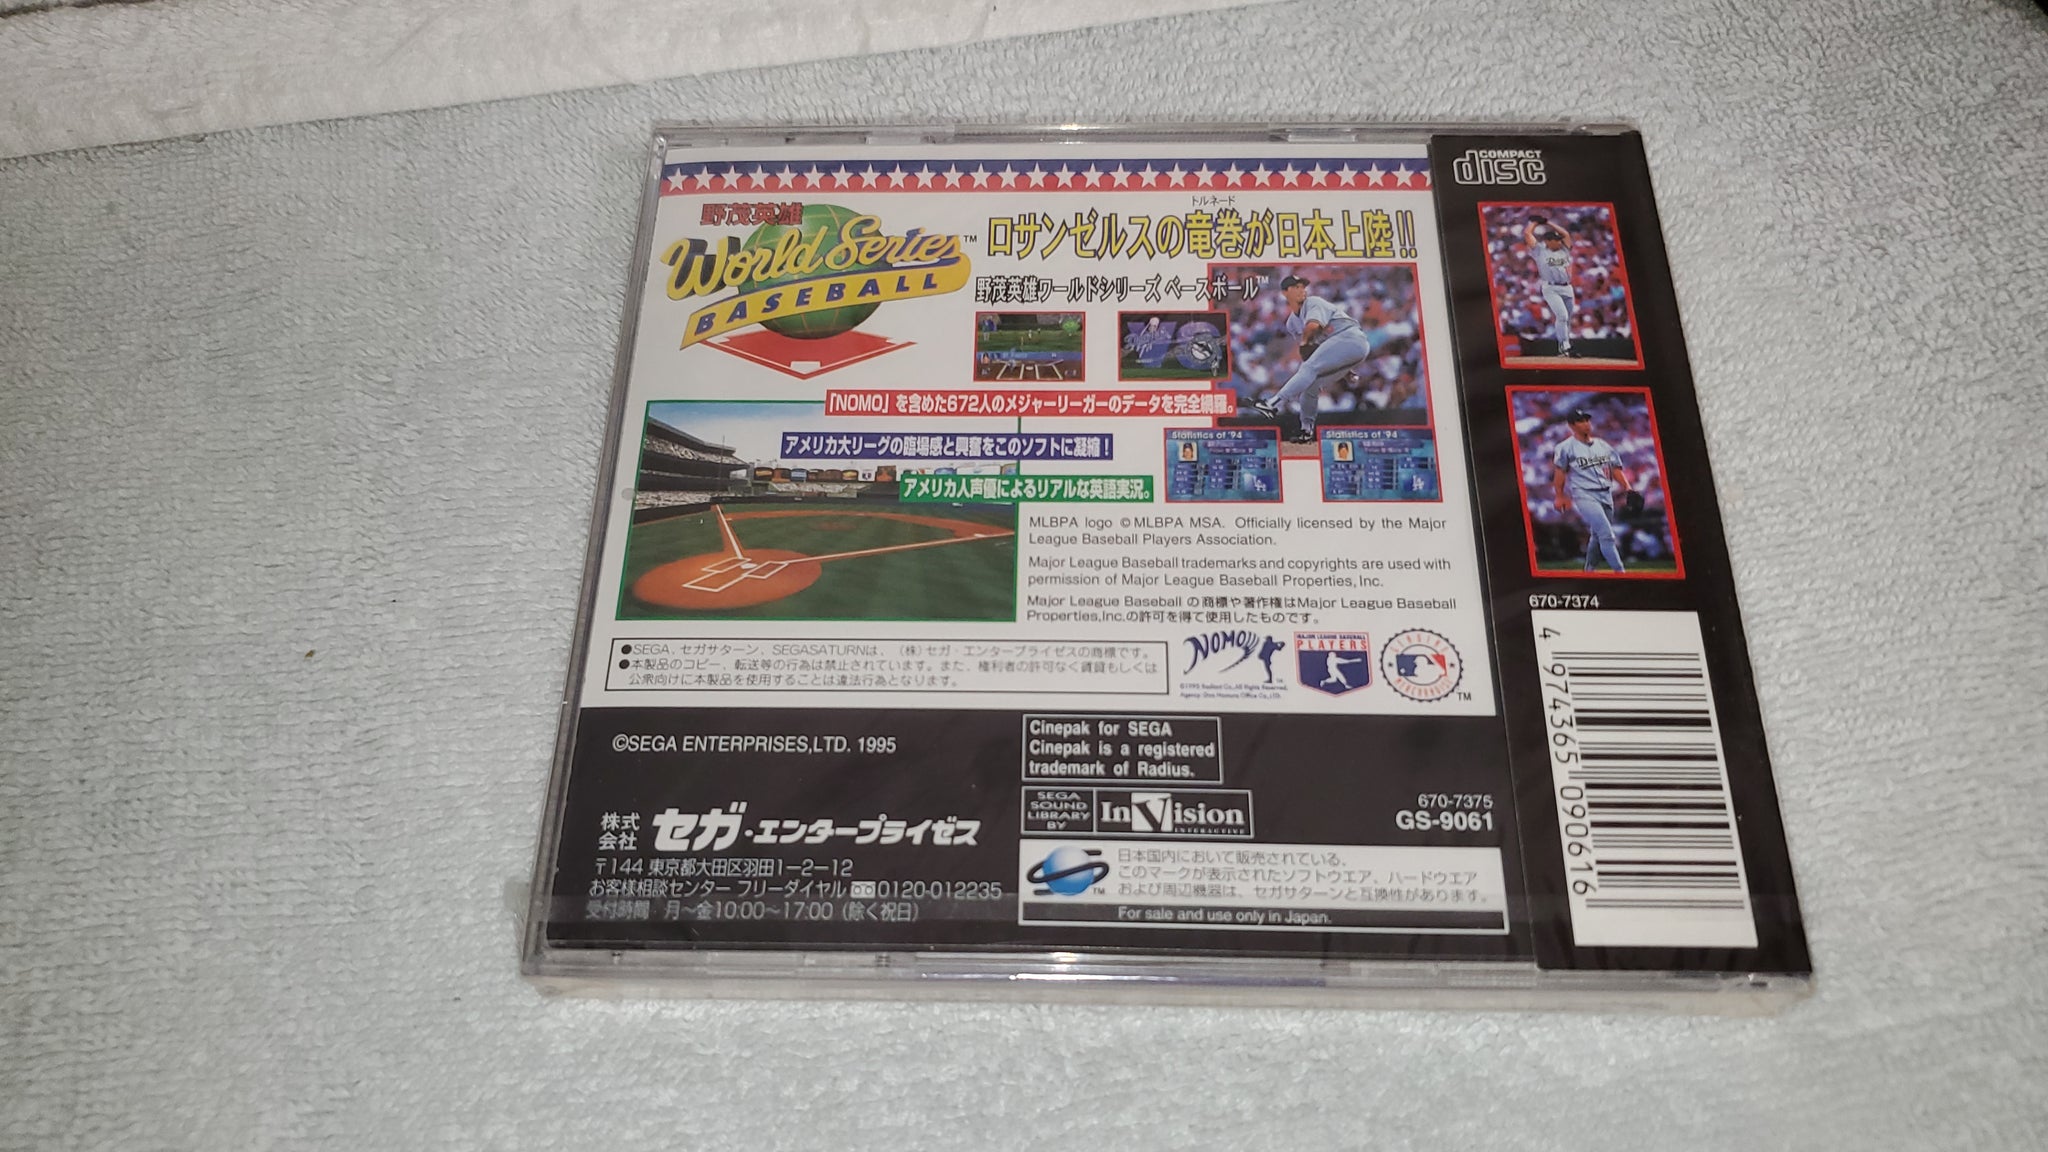 COMPACT
disc
野茂英雄
World Series™
BASEBALL
トルネード
ロサンゼルスの竜巻が日本上陸!!
野茂英雄ワールドシリーズ ベースボール™
VS
「NOMO」を含めた672人のメジャーリーガーのデータを完全網羅。
アメリカ大リーグの臨場感と興奮をこのソフトに凝縮!
アメリカ人声優によるリアルな英語実況。
Statistics of '94
Statistics of '94
MLBPA logo ©MLBPA MSA. Officially licensed by the Major
League Baseball Players Association.
Major League Baseball trademarks and copyrights are used with
permission of Major League Baseball Properties, Inc.
Major League Baseball の商標や著作権はMajor League Baseball
Properties,Inc.の許可を得て使用したものです。
●SEGA、セガサターン、SEGASATURNは、(株)セガ・エンタープライゼスの商標です。
●本製品のコピー、転送等の行為は禁止されています。また、権利者の許可なく賃貸もしくは
公衆向けに本製品を使用することは違法行為となります。
NOMO
MAJOR LEAGUE BASEBALL
PLAYERS
GENUINE
MERCHANDISE
™
©SEGA ENTERPRISES,LTD. 1995
Cinepak for SEGA
Cinepak is a registered
trademark of Radius.
SEGA
SOUND
LIBRARY
BY
InVision
INTERACTIVE
670-7375
GS-9061
株式会社 セガ・エンタープライゼス
〒144 東京都大田区羽田1-2-12
お客様相談センター フリーダイヤル 0120-012235
受付時間 月〜金10:00〜17:00(除く祝日)
日本国内において販売されている、
このマークが表示されたソフトウエア、ハードウエア
および周辺機器は、セガサターンと互換性があります。
™
For sale and use only in Japan.
Dodgers
670-7374
4 974365 090616